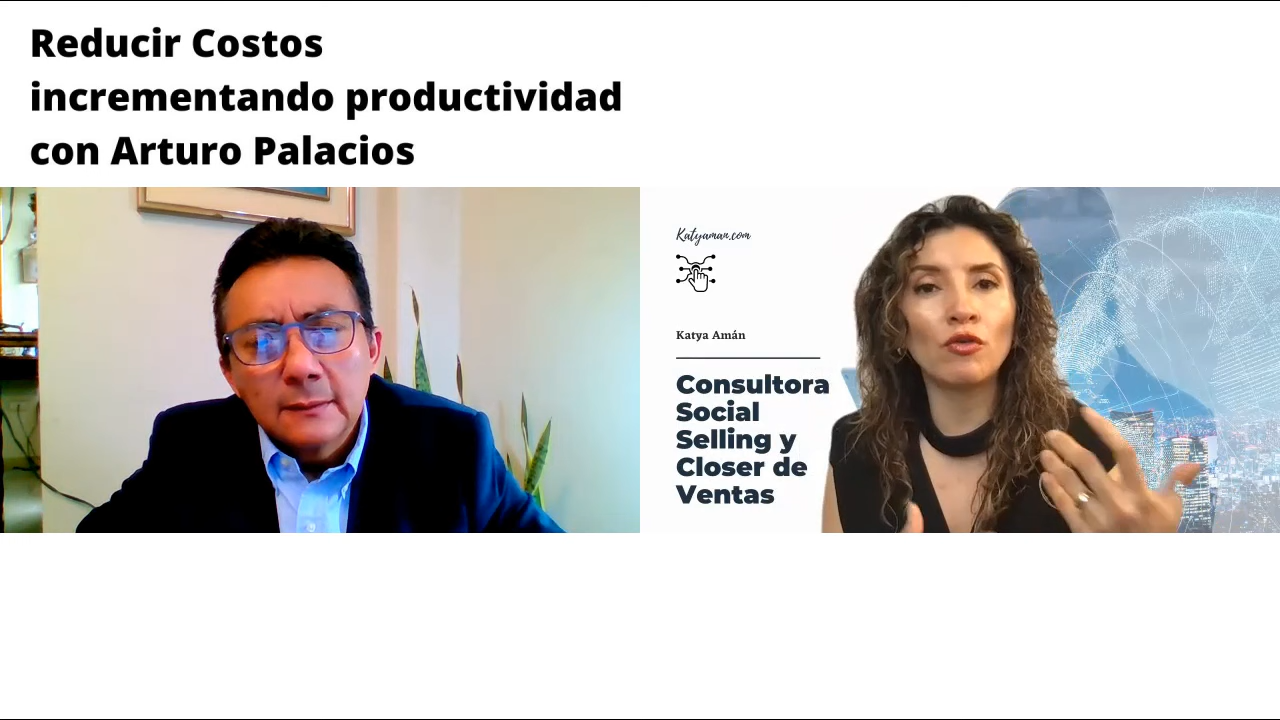 Reducir Costos
incrementando productividad
con Arturo Palacios
Katyaman.com
Katya Amán
Consultora
Social
Selling y
Closer de
Ventas